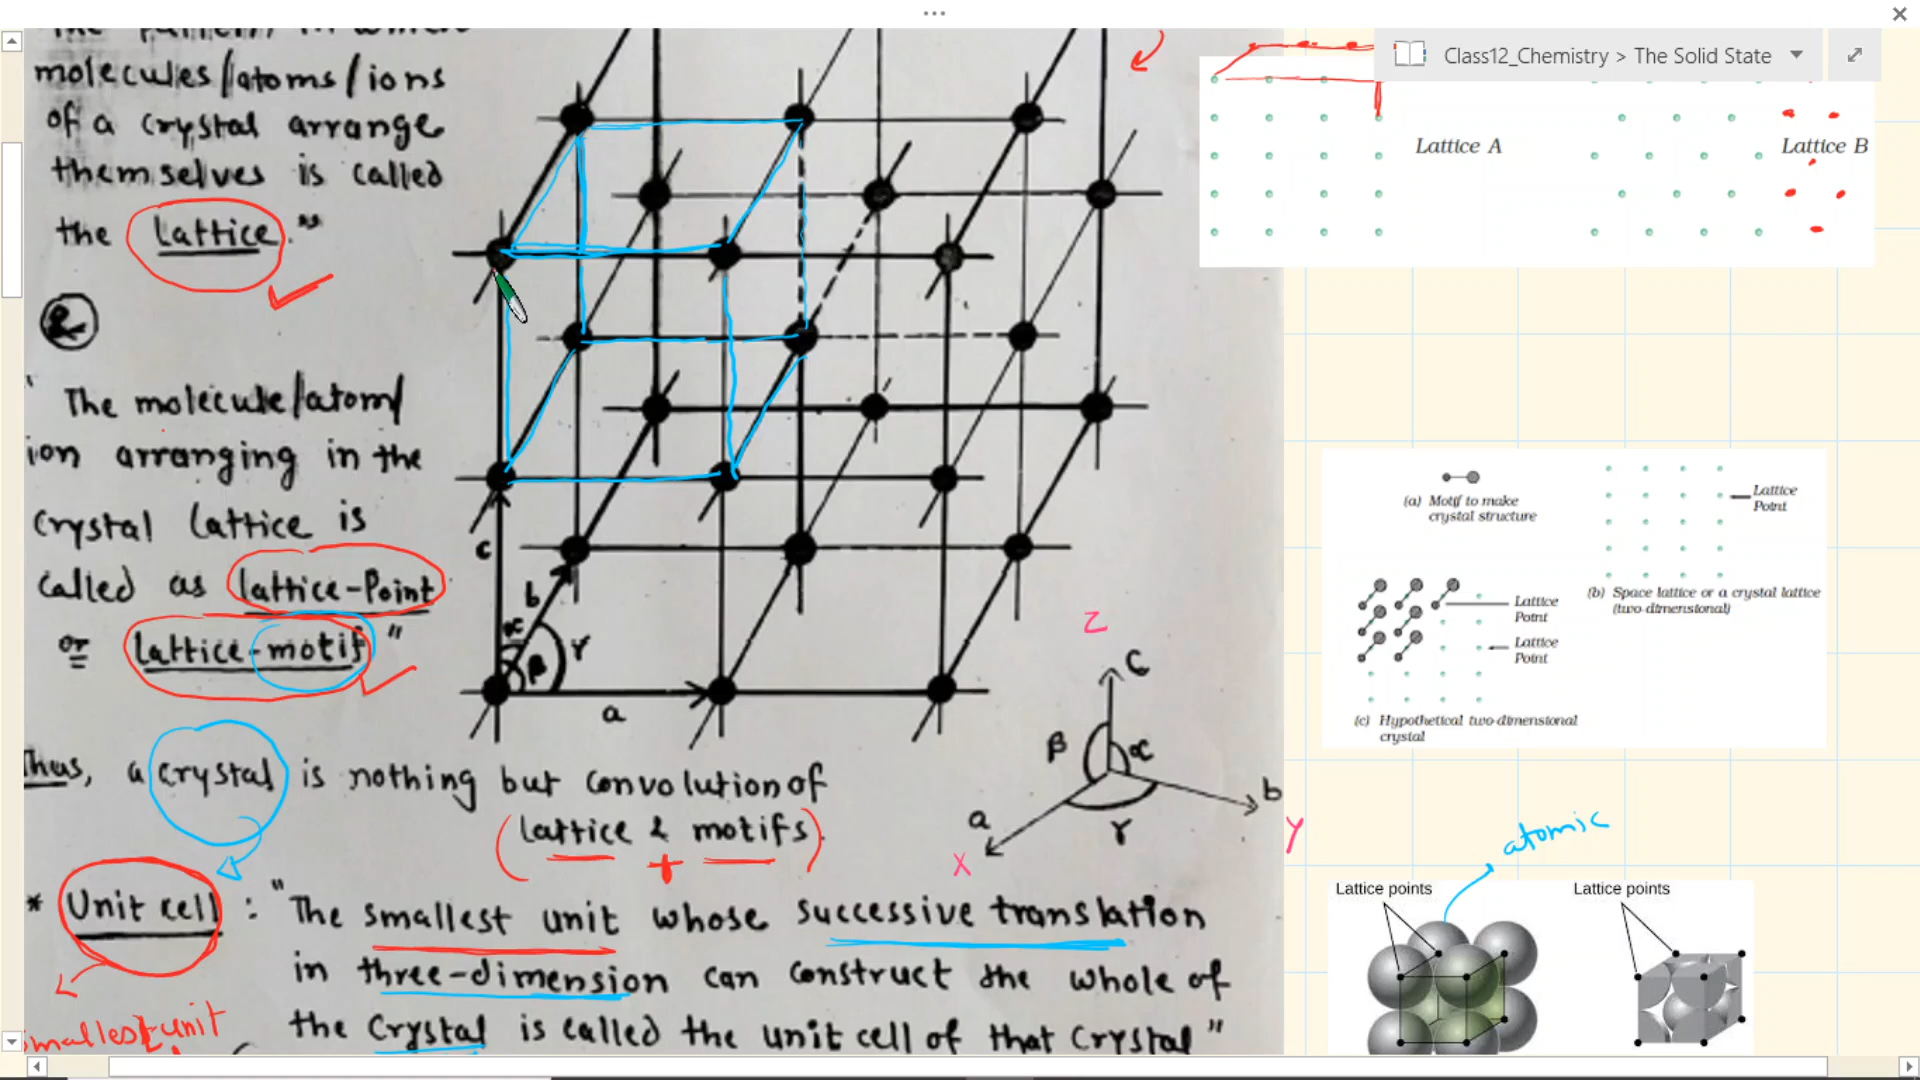 Class12_Chemistry > The Solid State
The pattern in which
molecules/atoms/ions
of a crystal arrange
themselves is called
the lattice."
&
The molecule/atom/
ion arranging in the
crystal lattice is
called as lattice-Point
or lattice-motif "
Thus, a crystal is nothing but convolution of
(lattice & motifs).
+
* Unit cell : "The smallest unit whose successive translation
in three-dimension can construct the whole of
the crystal is called the unit cell of that crystal"
smallest unit
c
b
α
β
γ
a
Z
C
β
α
a
b
γ
X
Y
Lattice A
Lattice B
(a) Motif to make
crystal structure
Lattice
Point
(b) Space lattice or a crystal lattice
(two-dimensional)
Lattice
Point
Lattice
Point
(c) Hypothetical two-dimensional
crystal
atomic
Lattice points
Lattice points